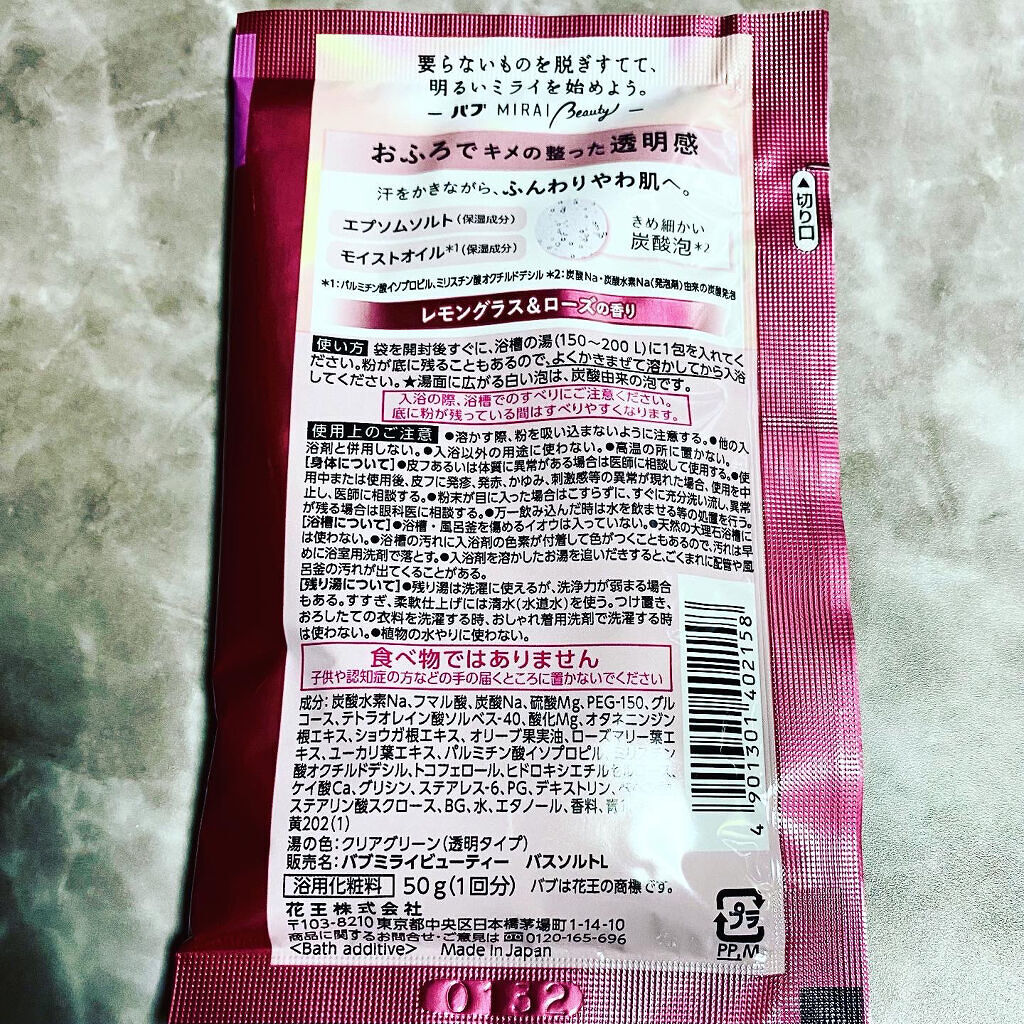 要らないものを脱ぎすてて、
明るいミライを始めよう。
— バブ MIRAI Beauty —
おふろでキメの整った透明感
汗をかきながら、ふんわりやわ肌へ。
エプソムソルト(保湿成分)
モイストオイル*1(保湿成分)
きめ細かい
炭酸泡*2
*1:パルミチン酸イソプロピル、ミリスチン酸オクチルドデシル *2:炭酸Na・炭酸水素Na(発泡剤)由来の炭酸発泡
レモングラス&ローズの香り
▲切り口
使い方 袋を開封後すぐに、浴槽の湯(150〜200 L)に1包を入れてく
ださい。粉が底に残ることもあるので、よくかきまぜて溶かしてから入浴
してください。★湯面に広がる白い泡は、炭酸由来の泡です。
入浴の際、浴槽でのすべりにご注意ください。
底に粉が残っている間はすべりやすくなります。
使用上のご注意 ●溶かす際、粉を吸い込まないように注意する。●他の入
浴剤と併用しない。●入浴以外の用途に使わない。●高温の所に置かない。
[身体について]●皮フあるいは体質に異常がある場合は医師に相談して使用する。●使
用中または使用後、皮フに発疹、発赤、かゆみ、刺激感等の異常が現れた場合、使用を中
止し、医師に相談する。●粉末が目に入った場合はこすらずに、すぐに充分洗い流し、異常
が残る場合は眼科医に相談する。●万一飲み込んだ時は水を飲ませる等の処置を行う。
[浴槽について]●浴槽・風呂釜を傷めるイオウは入っていない。●天然の大理石浴槽に
は使わない。●浴槽の汚れに入浴剤の色素が付着して色がつくこともあるので、汚れは早
めに浴室用洗剤で落とす。●入浴剤を溶かしたお湯を追いだきすると、ごくまれに配管や風
呂釜の汚れが出てくることがある。
[残り湯について]●残り湯は洗濯に使えるが、洗浄力が弱まる場合
もある。すすぎ、柔軟仕上げには清水(水道水)を使う。つけ置き、
おろしたての衣料を洗濯する時、おしゃれ着用洗剤で洗濯する時
は使わない。●植物の水やりに使わない。
食べ物ではありません
子供や認知症の方などの手の届くところに置かないでください
成分:炭酸水素Na、フマル酸、炭酸Na、硫酸Mg、PEG-150、グル
コース、テトラオレイン酸ソルベス-40、酸化Mg、オタネニンジン
根エキス、ショウガ根エキス、オリーブ果実油、ローズマリー葉エ
キス、ユーカリ葉エキス、パルミチン酸イソプロピル、ミリスチン
酸オクチルドデシル、トコフェロール、ヒドロキシエチルセルロース、
ケイ酸Ca、グリシン、ステアレス-6、PG、デキストリン、
ステアリン酸スクロース、BG、水、エタノール、香料、
黄202(1)
湯の色:クリアグリーン(透明タイプ)
販売名:バブミライビューティー バスソルトL
浴用化粧料 50g(1回分) バブは花王の商標です。
花王株式会社
〒103-8210 東京都中央区日本橋茅場町1-14-10
商品に関するお問合せ・ご意見は 0120-165-696
<Bath additive> Made in Japan
4 901301 402158
プラ
PP,M
0132